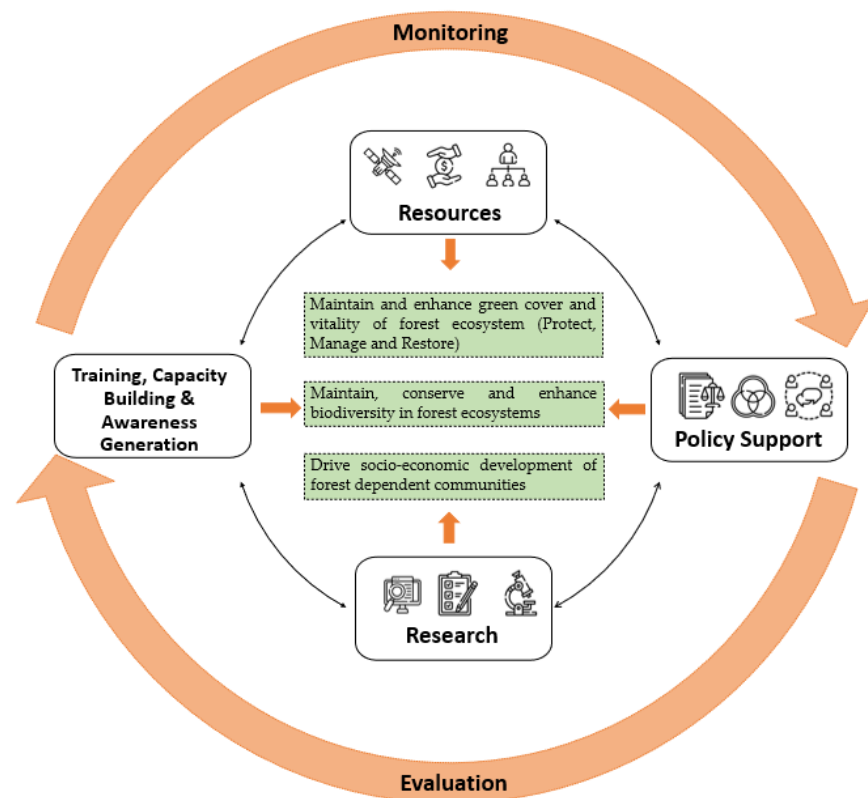 Monitoring
Resources
Maintain and enhance green cover and
vitality of forest ecosystem (Protect,
Manage and Restore)
Training, Capacity
Building &
Awareness
Generation
Maintain, conserve and enhance
biodiversity in forest ecosystems
Policy Support
Drive socio-economic development of
forest dependent communities
Research
Evaluation